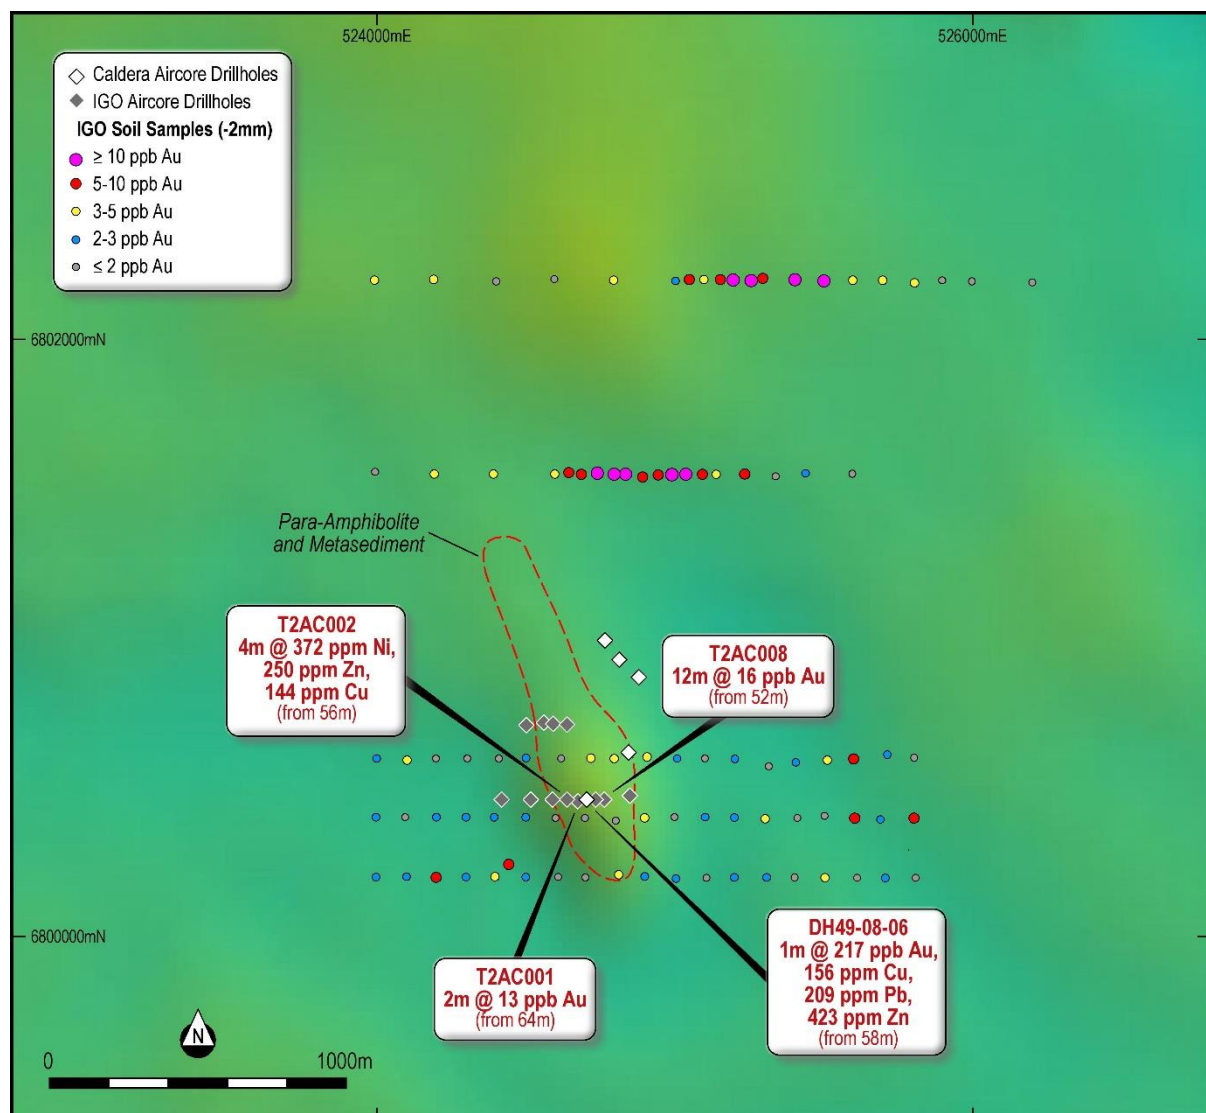 524000mE
526000mE
Caldera Aircore Drillholes
IGO Aircore Drillholes
IGO Soil Samples (-2mm)
≥ 10 ppb Au
5-10 ppb Au
3-5 ppb Au
2-3 ppb Au
≤ 2 ppb Au
6802000mN
Para-Amphibolite
and Metasediment
T2AC002
4m @ 372 ppm Ni,
250 ppm Zn,
144 ppm Cu
(from 56m)
T2AC008
12m @ 16 ppb Au
(from 52m)
6800000mN
T2AC001
2m @ 13 ppb Au
(from 64m)
DH49-08-06
1m @ 217 ppb Au,
156 ppm Cu,
209 ppm Pb,
423 ppm Zn
(from 58m)
N
0
1000m